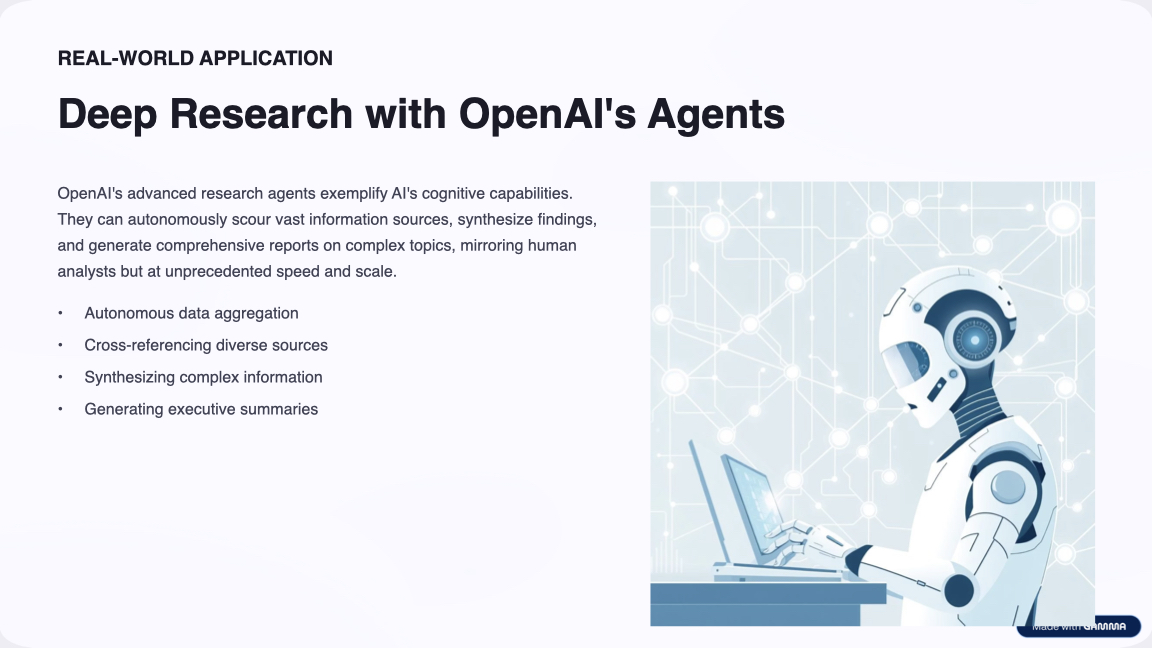 REAL-WORLD APPLICATION
Deep Research with OpenAI's Agents
OpenAI's advanced research agents exemplify AI's cognitive capabilities.
They can autonomously scour vast information sources, synthesize findings,
and generate comprehensive reports on complex topics, mirroring human
analysts but at unprecedented speed and scale.
• Autonomous data aggregation
• Cross-referencing diverse sources
• Synthesizing complex information
• Generating executive summaries
Made with GAMMA